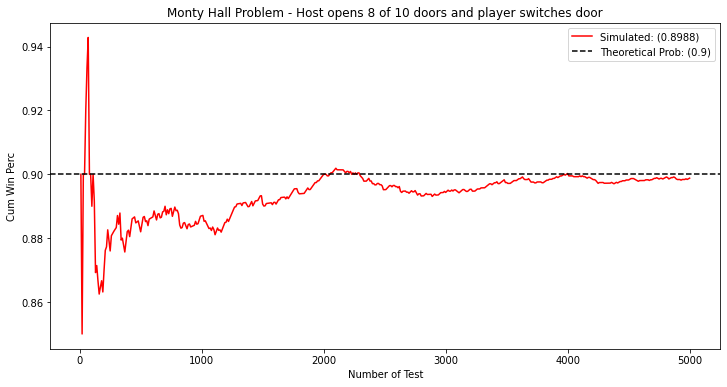 Monty Hall Problem - Host opens 8 of 10 doors and player switches door
Simulated: (0.8988)
Theoretical Prob: (0.9)
Cum Win Perc
0.94
0.92
0.90
0.88
0.86
0
1000
2000
3000
4000
5000
Number of Test